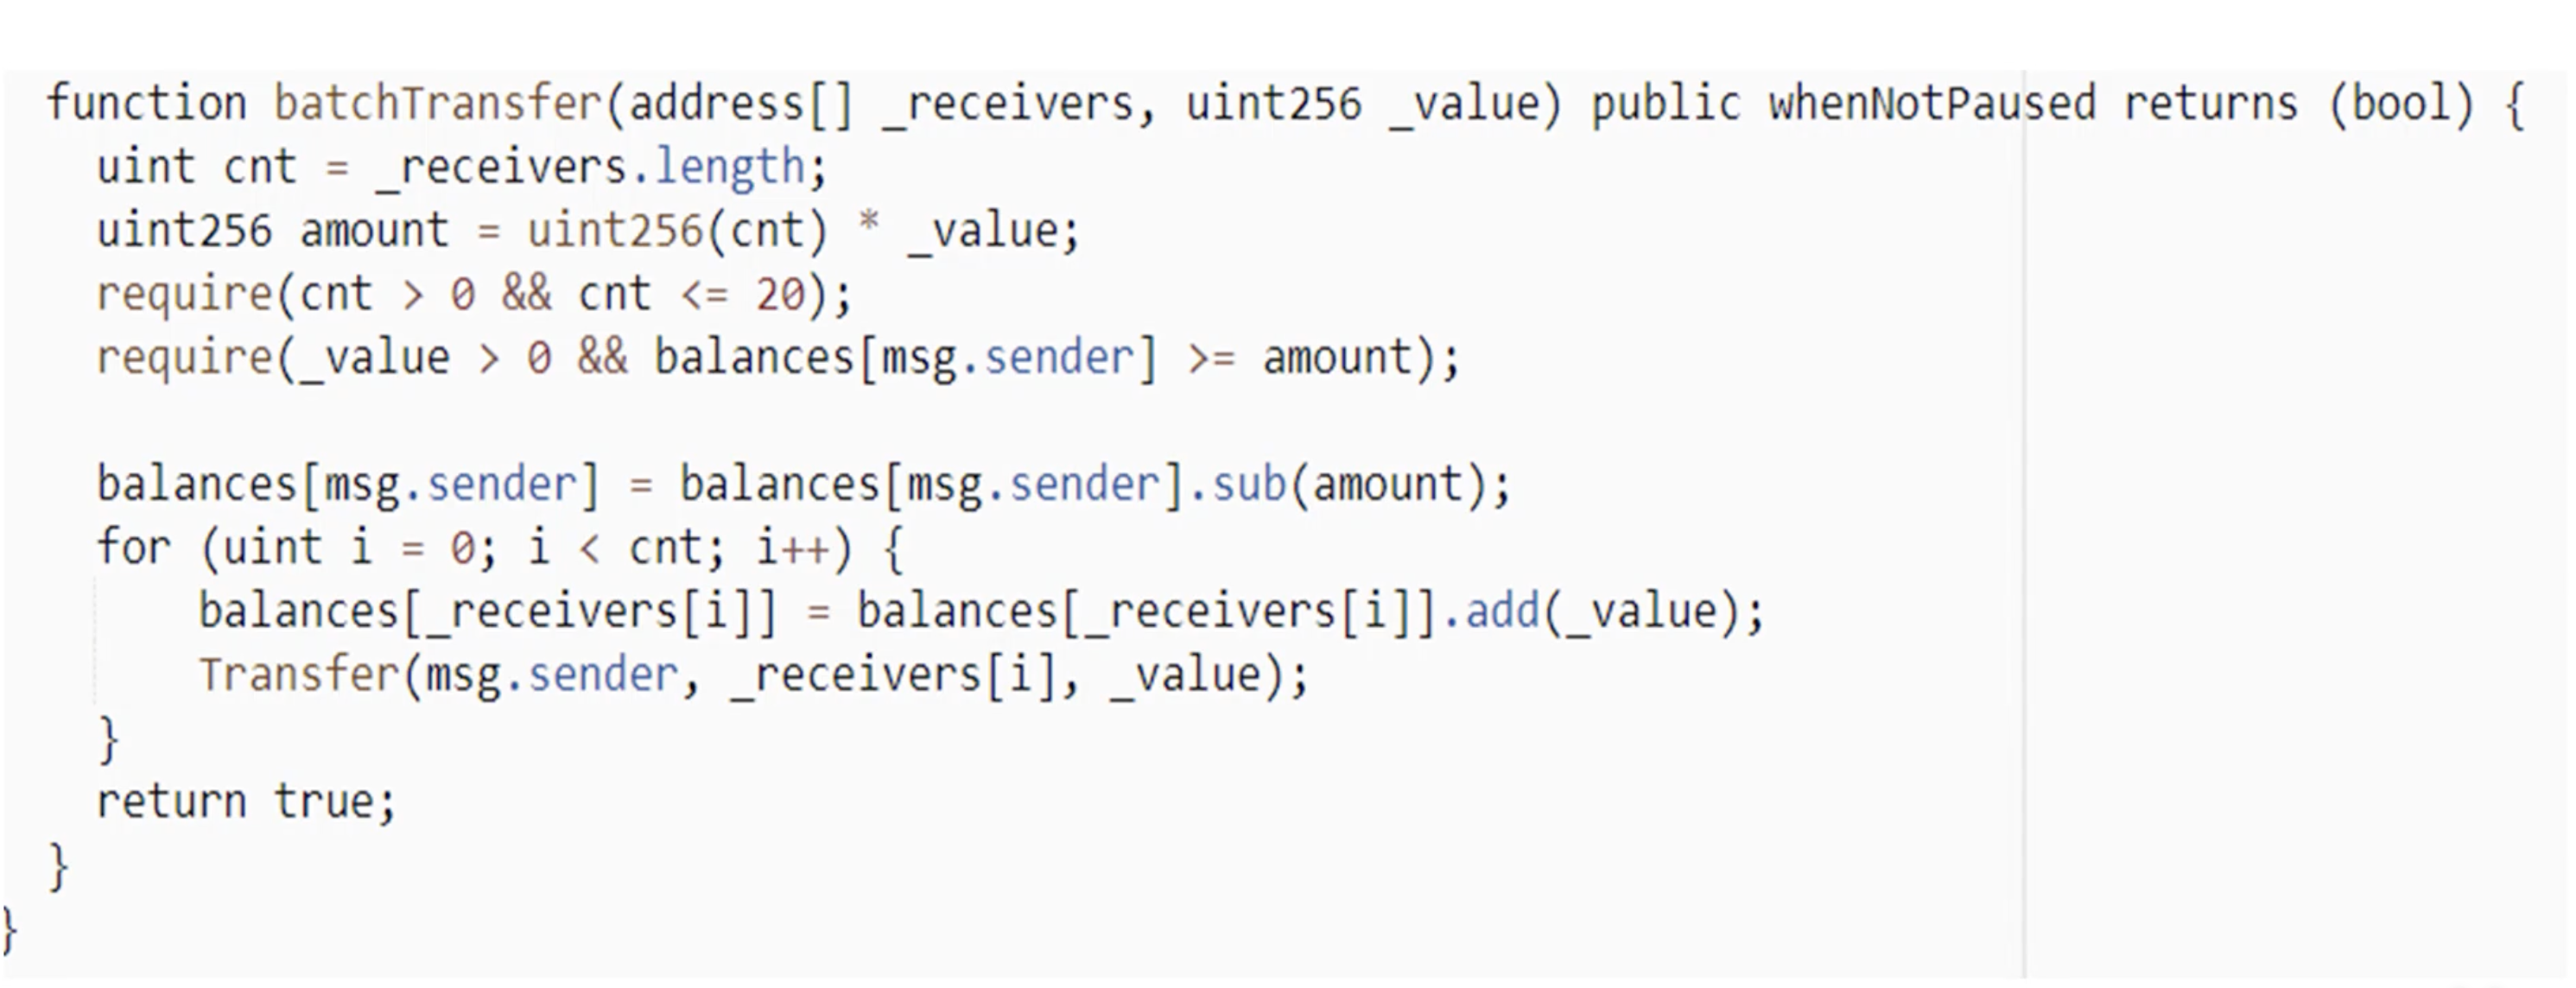 function batchTransfer(address[] _receivers, uint256 _value) public whenNotPaused returns (bool) {
uint cnt = _receivers.length;
uint256 amount = uint256(cnt) * _value;
require(cnt > 0 && cnt <= 20);
require(_value > 0 && balances[msg.sender] >= amount);
balances[msg.sender] = balances[msg.sender].sub(amount);
for (uint i = 0; i < cnt; i++) {
balances[_receivers[i]] = balances[_receivers[i]].add(_value);
Transfer(msg.sender, _receivers[i], _value);
}
return true;
}
}